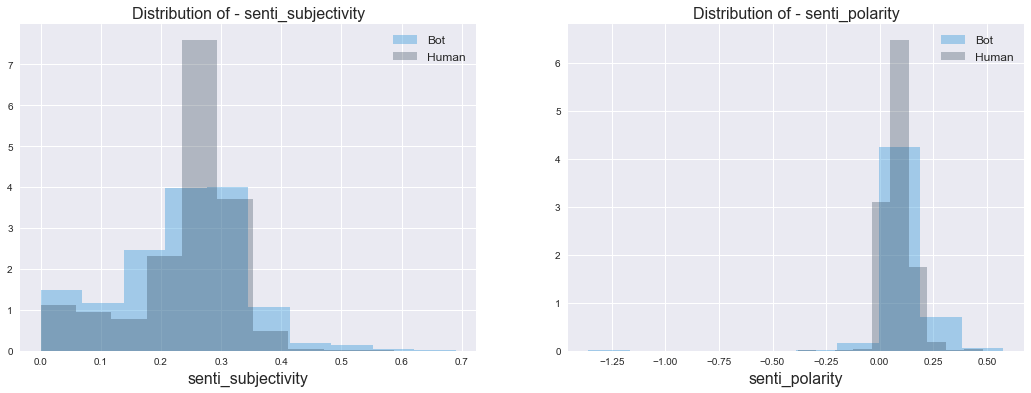 Distribution of - senti_subjectivity
Bot
Human
7
6
5
4
3
2
1
0
0.0 0.1 0.2 0.3 0.4 0.5 0.6 0.7
senti_subjectivity
Distribution of - senti_polarity
Bot
Human
6
5
4
3
2
1
0
−1.25 −1.00 −0.75 −0.50 −0.25 0.00 0.25 0.50
senti_polarity